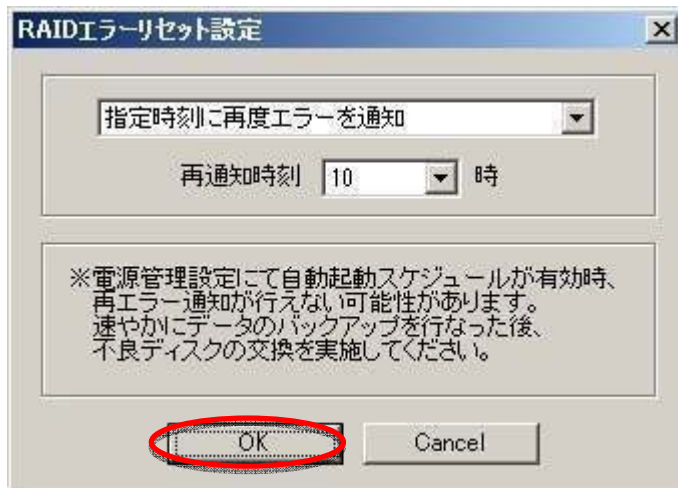 RAIDエラーリセット設定
指定時刻に再度エラーを通知
再通知時刻 10 時
※電源管理設定にて自動起動スケジュールが有効時、
再エラー通知が行えない可能性があります。
速やかにデータのバックアップを行なった後、
不良ディスクの交換を実施してください。
OK Cancel